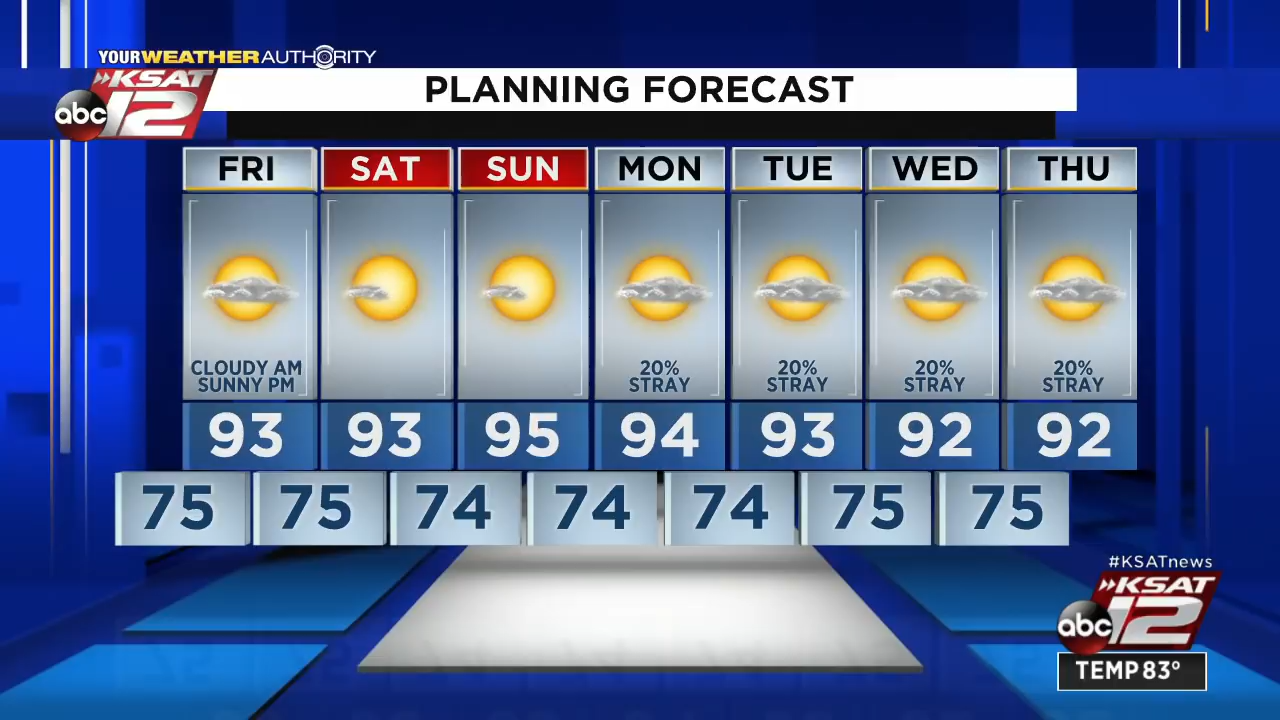 YOURWEATHERAUTHORITY
KSAT
abc 12
PLANNING FORECAST
FRI SAT SUN MON TUE WED THU
CLOUDY AM 20% 20% 20% 20%
SUNNY PM STRAY STRAY STRAY STRAY
93 93 95 94 93 92 92
75 75 74 74 74 75 75
#KSATnews
KSAT
abc 12
TEMP 83°